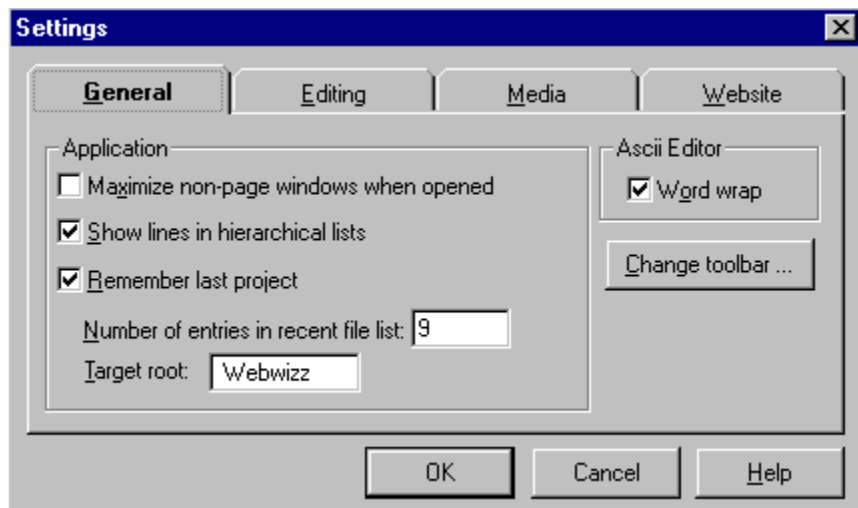 Settings
General Editing Media Website
Application
Maximize non-page windows when opened
Show lines in hierarchical lists
Remember last project
Number of entries in recent file list: 9
Target root: Webwizz
Ascii Editor
Word wrap
Change toolbar ...
OK Cancel Help